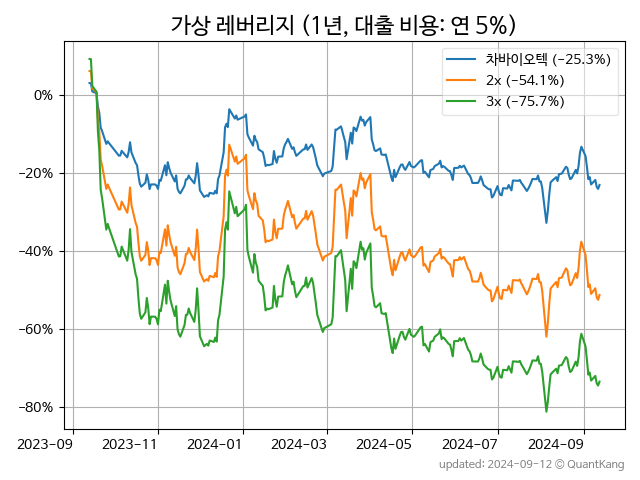 가상 레버리지 (1년, 대출 비용: 연 5%)
차바이오텍 (−25.3%)
2x (−54.1%)
3x (−75.7%)
0%
−20%
−40%
−60%
−80%
2023-09 2023-11 2024-01 2024-03 2024-05 2024-07 2024-09
updated: 2024-09-12 © QuantKang